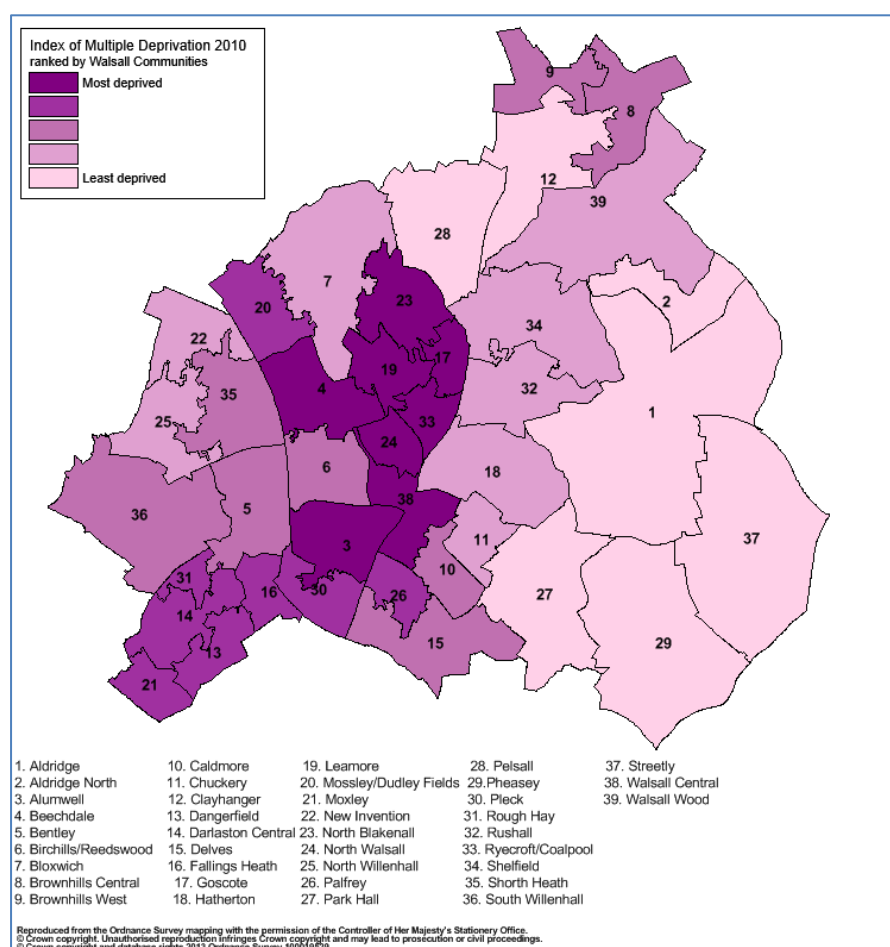 Index of Multiple Deprivation 2010
ranked by Walsall Communities
Most deprived
Least deprived
9
8
12
39
28
7
23
20
2
34
22
17
19
4
35
32
33
1
25
24
18
6
38
36
5
11
37
3
10
31
16
30
26
27
14
15
29
13
21
1. Aldridge
2. Aldridge North
3. Alumwell
4. Beechdale
5. Bentley
6. Birchills/Reedswood
7. Bloxwich
8. Brownhills Central
9. Brownhills West
10. Caldmore
11. Chuckery
12. Clayhanger
13. Dangerfield
14. Darlaston Central
15. Delves
16. Fallings Heath
17. Goscote
18. Hatherton
19. Leamore
20. Mossley/Dudley Fields
21. Moxley
22. New Invention
23. North Blakenall
24. North Walsall
25. North Willenhall
26. Palfrey
27. Park Hall
28. Pelsall
29.Pheasey
30. Pleck
31. Rough Hay
32. Rushall
33. Ryecroft/Coalpool
34. Shelfield
35. Shorth Heath
36. South Willenhall
37. Streetly
38. Walsall Central
39. Walsall Wood
Reproduced from the Ordnance Survey mapping with the permission of the Controller of Her Majesty's Stationery Office.
© Crown copyright. Unauthorised reproduction infringes Crown copyright and may lead to prosecution or civil proceedings.
© Crown copyright and database rights 2013 Ordnance Survey